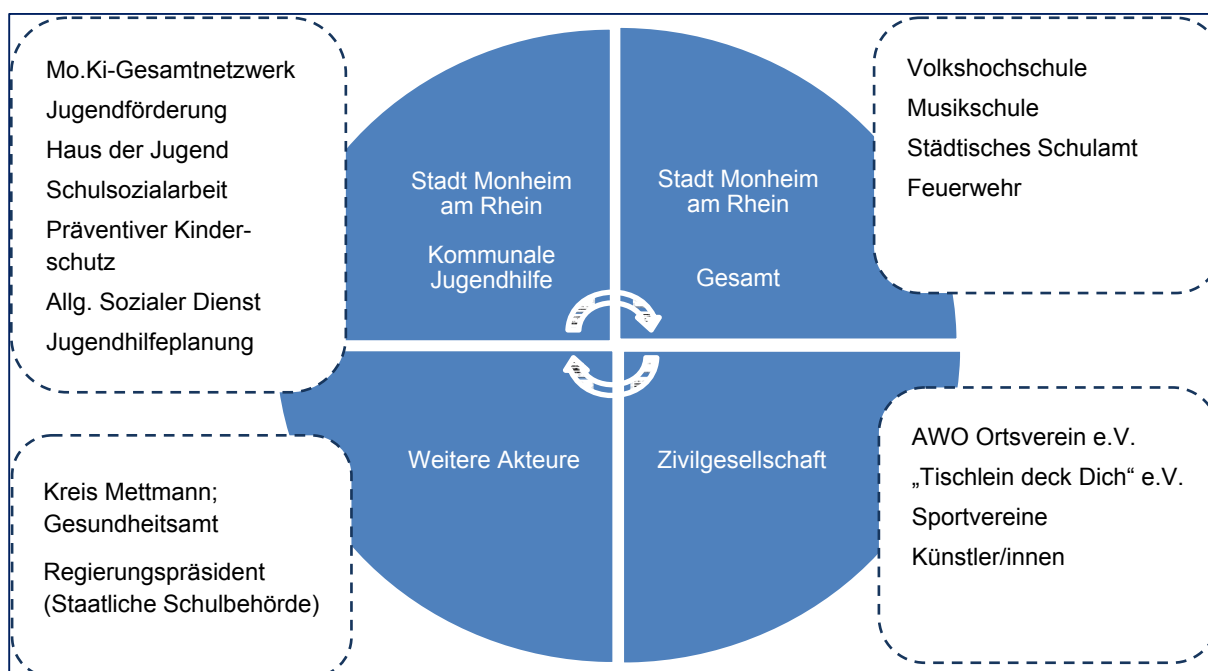 Mo.Ki-Gesamtnetzwerk
Jugendförderung
Haus der Jugend
Schulsozialarbeit
Präventiver Kinder-
schutz
Allg. Sozialer Dienst
Jugendhilfeplanung
Stadt Monheim
am Rhein
Kommunale
Jugendhilfe
Stadt Monheim
am Rhein
Gesamt
Volkshochschule
Musikschule
Städtisches Schulamt
Feuerwehr
Kreis Mettmann;
Gesundheitsamt
Regierungspräsident
(Staatliche Schulbehörde)
Weitere Akteure
Zivilgesellschaft
AWO Ortsverein e.V.
„Tischlein deck Dich“ e.V.
Sportvereine
Künstler/innen